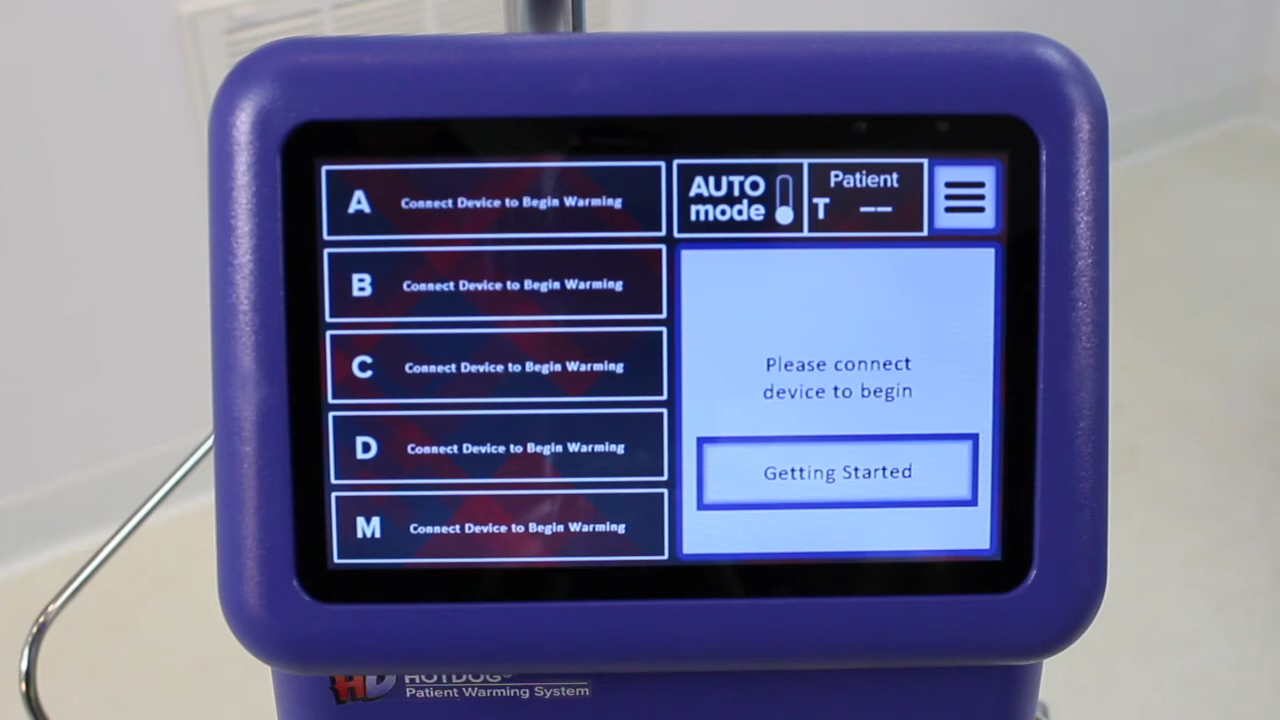 A Connect Device to Begin Warming
B Connect Device to Begin Warming
C Connect Device to Begin Warming
D Connect Device to Begin Warming
M Connect Device to Begin Warming
AUTO
mode
Patient
T --
Please connect
device to begin
Getting Started
HD HOTDOG®
Patient Warming System